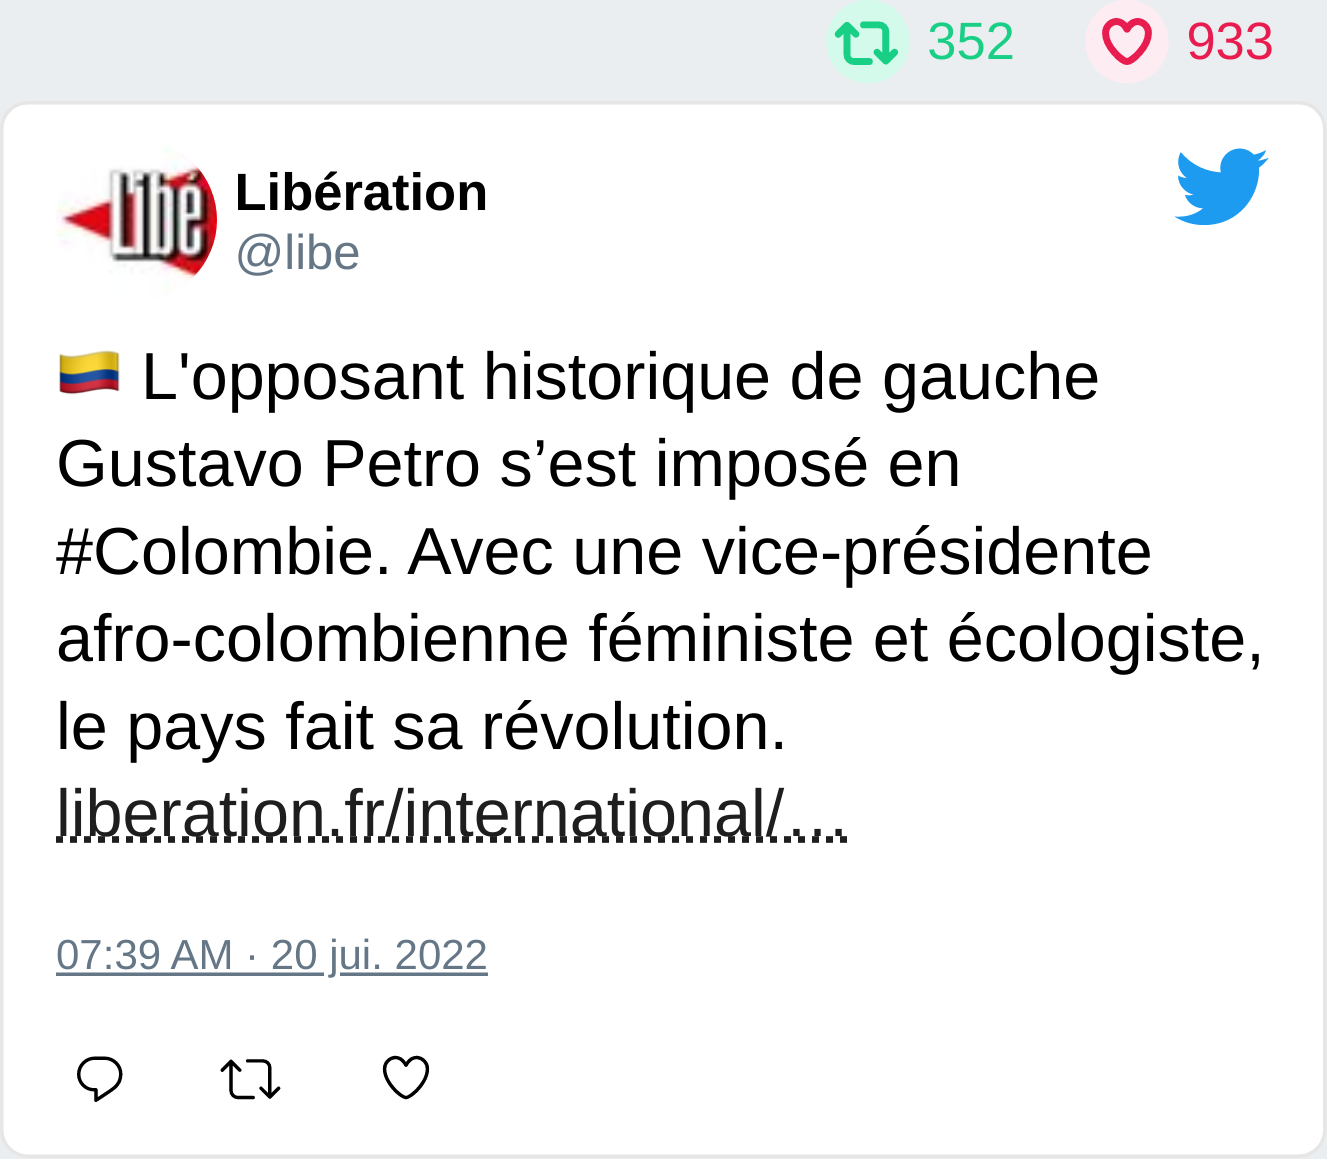 352 933
Libé
Libération
@libe
🇨🇴 L'opposant historique de gauche
Gustavo Petro s’est imposé en
#Colombie. Avec une vice-présidente
afro-colombienne féministe et écologiste,
le pays fait sa révolution.
liberation.fr/international/…
07:39 AM · 20 jui. 2022